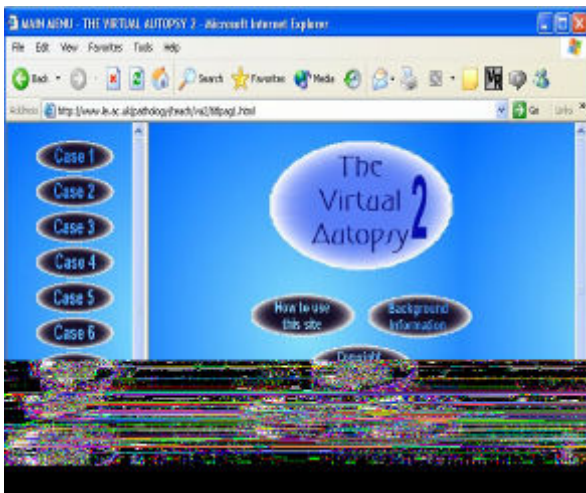 MAIN MENU - THE VIRTUAL AUTOPSY 2 - Microsoft Internet Explorer
File Edit View Favorites Tools Help
Back Search Favorites Media
Address Go Links
Case 1
Case 2
Case 3
Case 4
Case 5
Case 6
The
Virtual
Autopsy
2
How to use
this site
Background
Information